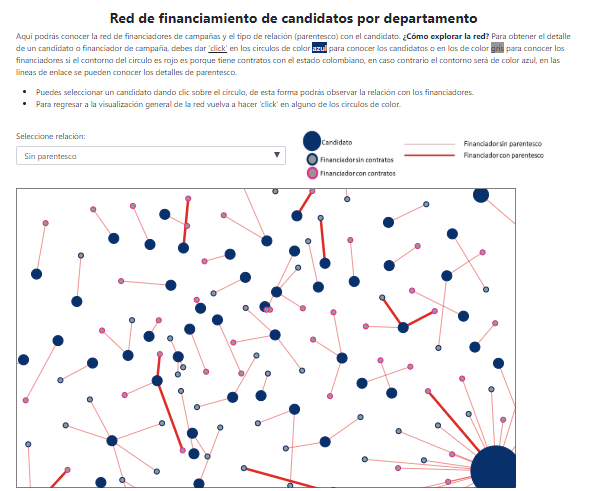 Red de financiamiento de candidatos por departamento
Aquí podrás conocer la red de financiadores de campañas y el tipo de relación (parentesco) con el candidato. ¿Cómo explorar la red? Para obtener el detalle
de un candidato o financiador de campaña, debes dar 'click' en los circulos de color azul para conocer los candidatos o en los de color gris para conocer los
financiadores si el contorno del circulo es rojo es porque tiene contratos con el estado colombiano, en caso contrario el contorno será de color azul, en las
lineas de enlace se pueden conocer los detalles de parentesco.
• Puedes seleccionar un candidato dando clic sobre el círculo, de esta forma podrás observar la relación con los financiadores.
• Para regresar a la visualización general de la red vuelva a hacer 'click' en alguno de los círculos de color.
Seleccione relación:
Sin parentesco
Candidato
Financiador sin contratos
Financiador con contratos
Financiador sin parentesco
Financiador con parentesco